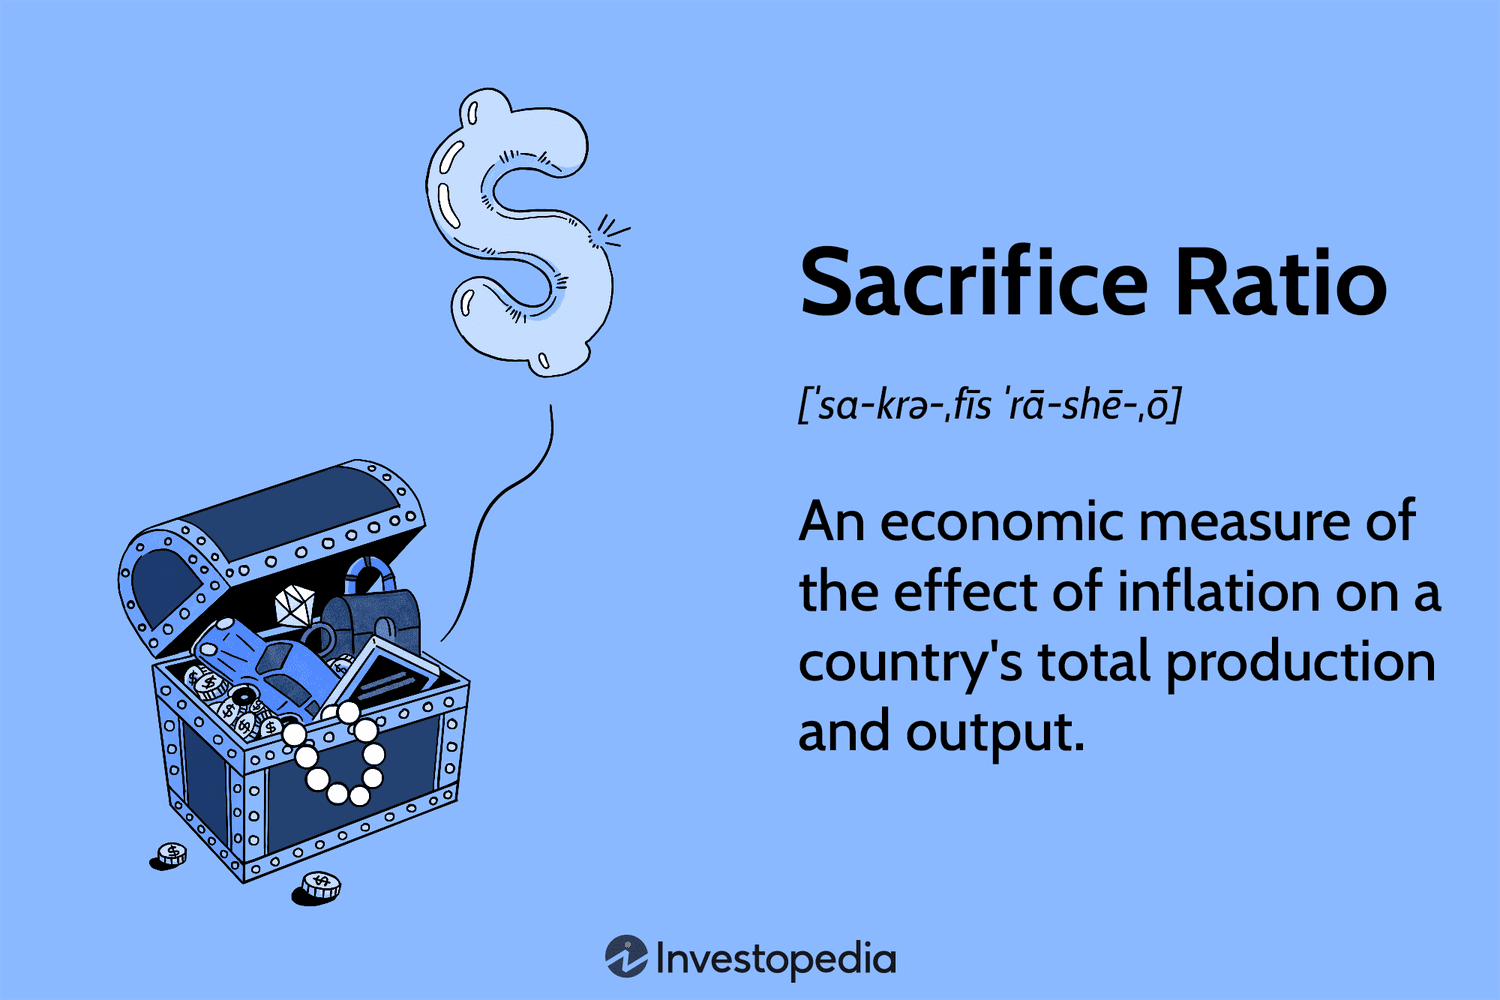 Sacrifice Ratio
[ˈsa-krə-ˌfīs ˈrā-shē-ˌō]
An economic measure of
the effect of inflation on a
country's total production
and output.
Investopedia